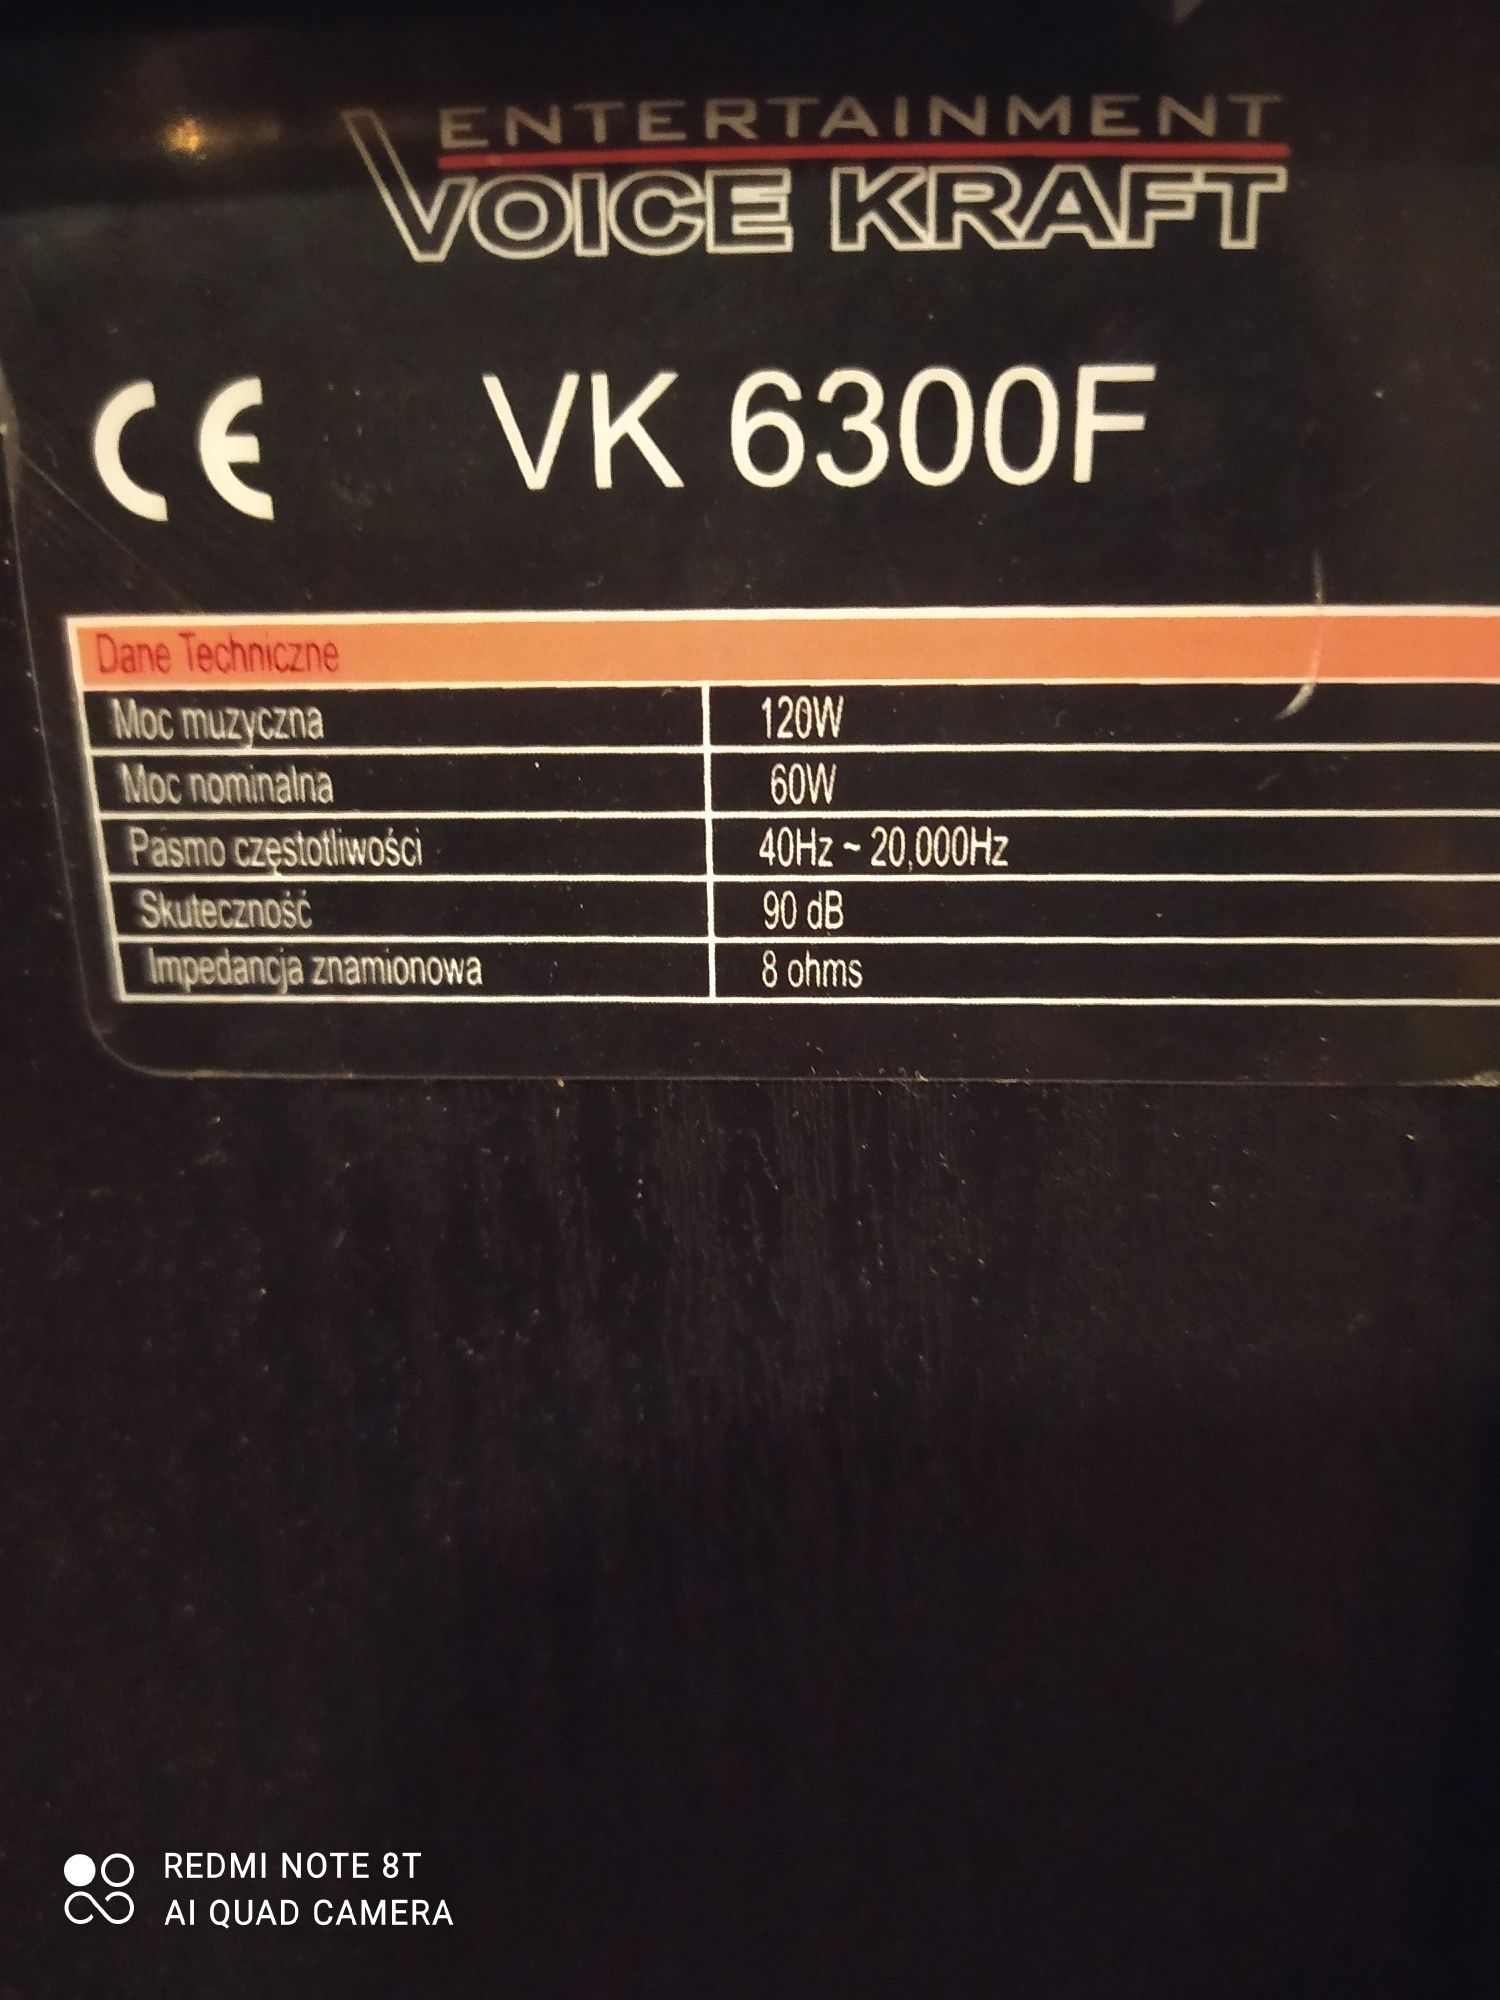 ENTERTAINMENT
VOICE KRAFT
CE VK 6300F
Dane Techniczne
Moc muzyczna 120W
Moc nominalna 60W
Pasmo częstotliwości 40Hz ~ 20,000Hz
Skuteczność 90 dB
Impedancja znamionowa 8 ohms
REDMI NOTE 8T
AI QUAD CAMERA